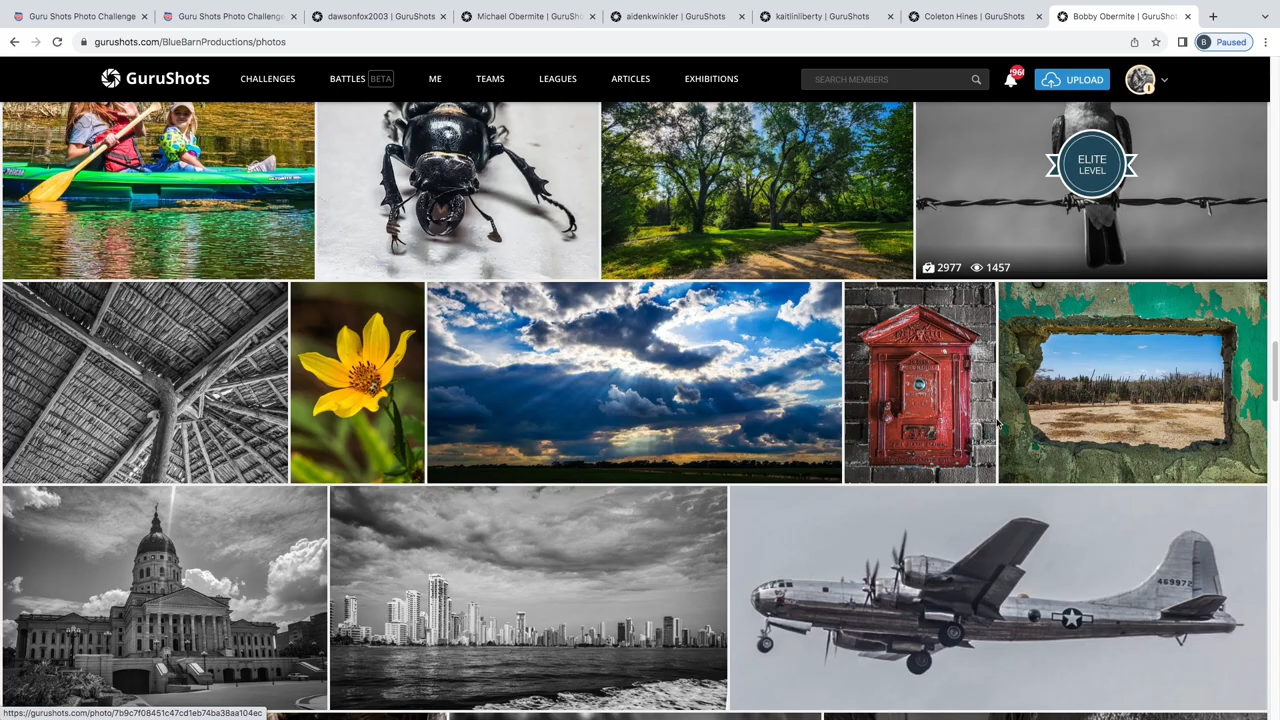 Guru Shots Photo Challenge
Guru Shots Photo Challenge
dawsonfox2003 | GuruShots
Michael Obermite | GuruSho
aidenkwinkler | GuruShots
kaitlinliberty | GuruShots
Coleton Hines | GuruShots
Bobby Obermite | GuruShot
gurushots.com/BlueBarnProductions/photos
B Paused
GuruShots
CHALLENGES
BATTLES BETA
ME
TEAMS
LEAGUES
ARTICLES
EXHIBITIONS
SEARCH MEMBERS
UPLOAD
ELITE
LEVEL
2977 1457
469972
https://gurushots.com/photo/7b9c7f08451c47cd1eb74ba38aa104ec